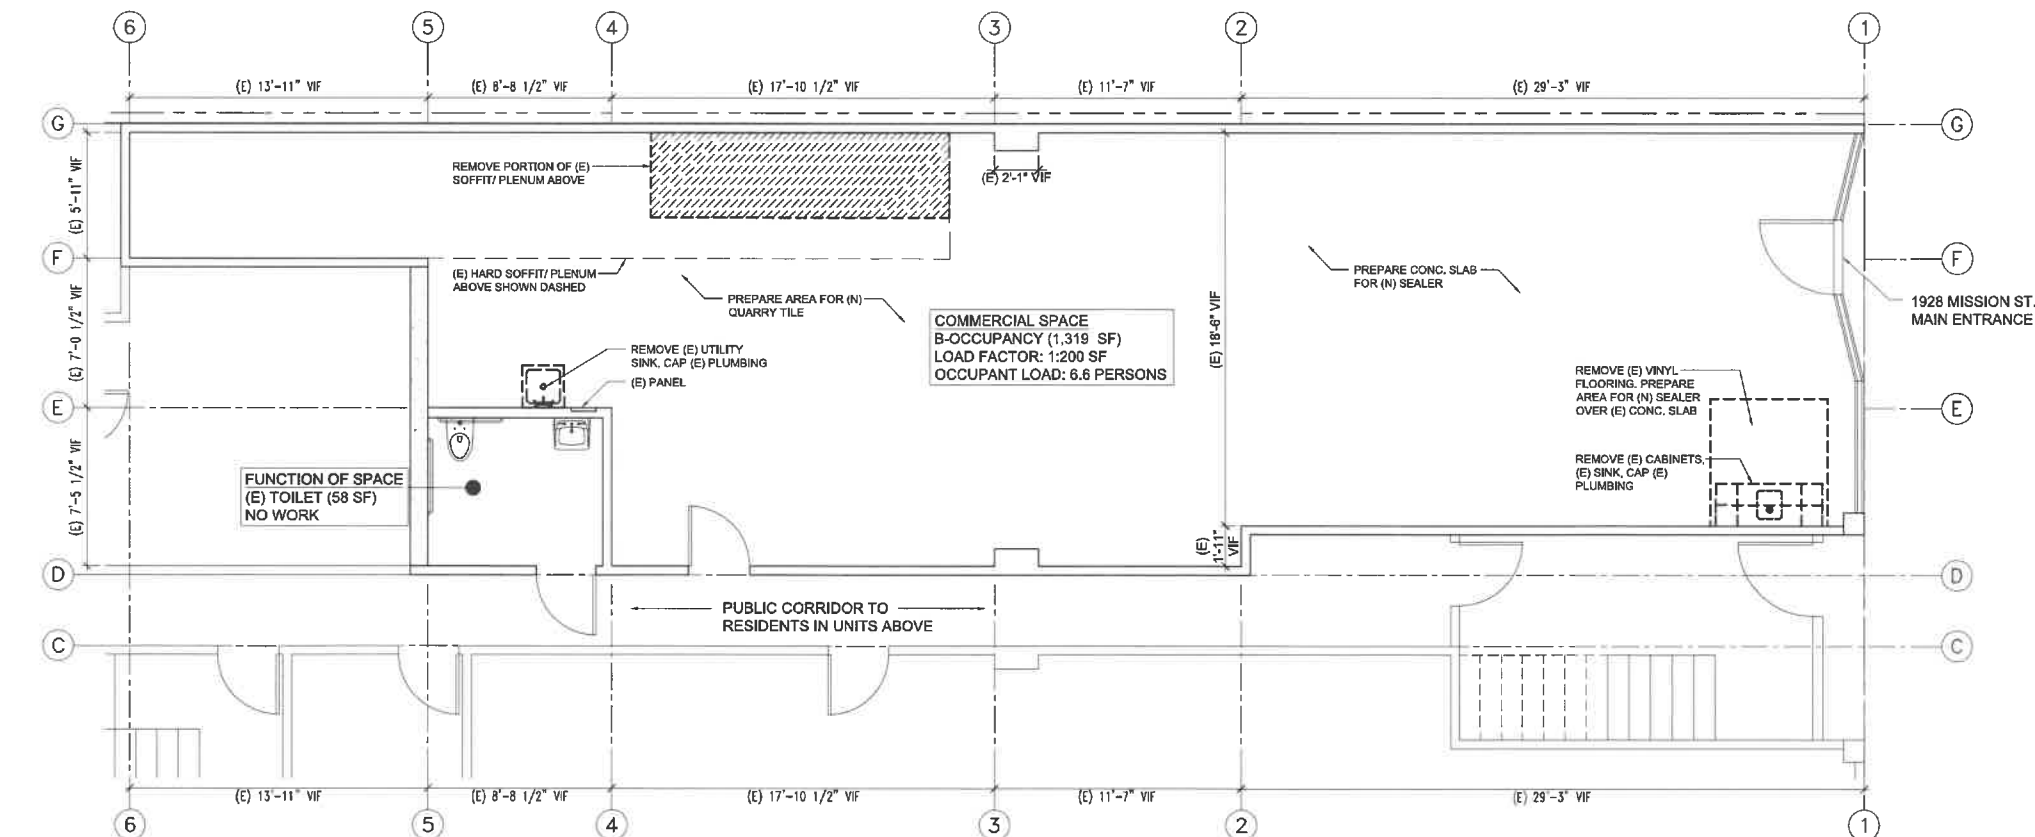 6
5
4
3
2
1
(E) 13'-11" VIF
(E) 8'-8 1/2" VIF
(E) 17'-10 1/2" VIF
(E) 11'-7" VIF
(E) 29'-3" VIF
G
G
(E) 5'-11" VIF
REMOVE PORTION OF (E)
SOFFIT/ PLENUM ABOVE
(E) 2'-1" VIF
F
F
(E) HARD SOFFIT/ PLENUM
ABOVE SHOWN DASHED
PREPARE AREA FOR (N)
QUARRY TILE
PREPARE CONC. SLAB
FOR (N) SEALER
1928 MISSION ST.
MAIN ENTRANCE
(E) 7'-0 1/2" VIF
COMMERCIAL SPACE
B-OCCUPANCY (1,319 SF)
LOAD FACTOR: 1:200 SF
OCCUPANT LOAD: 6.6 PERSONS
(E) 18'-6" VIF
REMOVE (E) UTILITY
SINK, CAP (E) PLUMBING
(E) PANEL
REMOVE (E) VINYL
FLOORING. PREPARE
AREA FOR (N) SEALER
OVER (E) CONC. SLAB
E
E
(E) 7'-5 1/2" VIF
FUNCTION OF SPACE
(E) TOILET (58 SF)
NO WORK
REMOVE (E) CABINETS,
(E) SINK, CAP (E)
PLUMBING
(E)
1'-11"
VIF
D
D
PUBLIC CORRIDOR TO
RESIDENTS IN UNITS ABOVE
C
C
(E) 13'-11" VIF
(E) 8'-8 1/2" VIF
(E) 17'-10 1/2" VIF
(E) 11'-7" VIF
(E) 29'-3" VIF
6
5
4
3
2
1